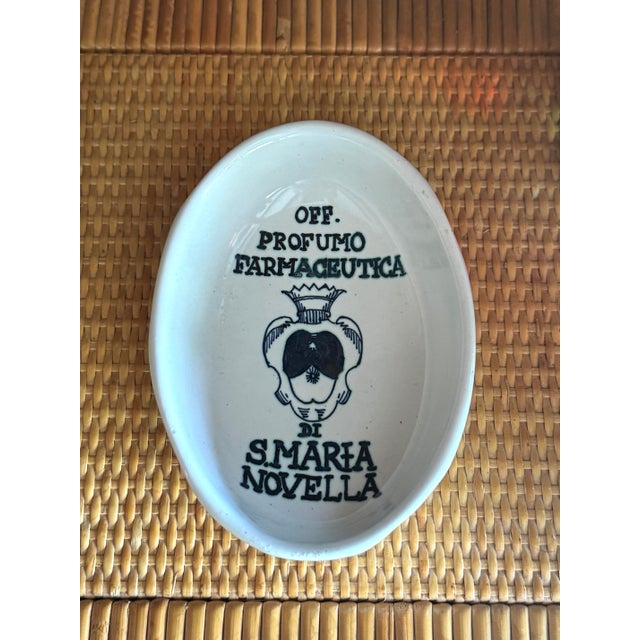 OFF.
PROFUMO
FARMACEUTICA
DI
S.MARIA
NOVELLA